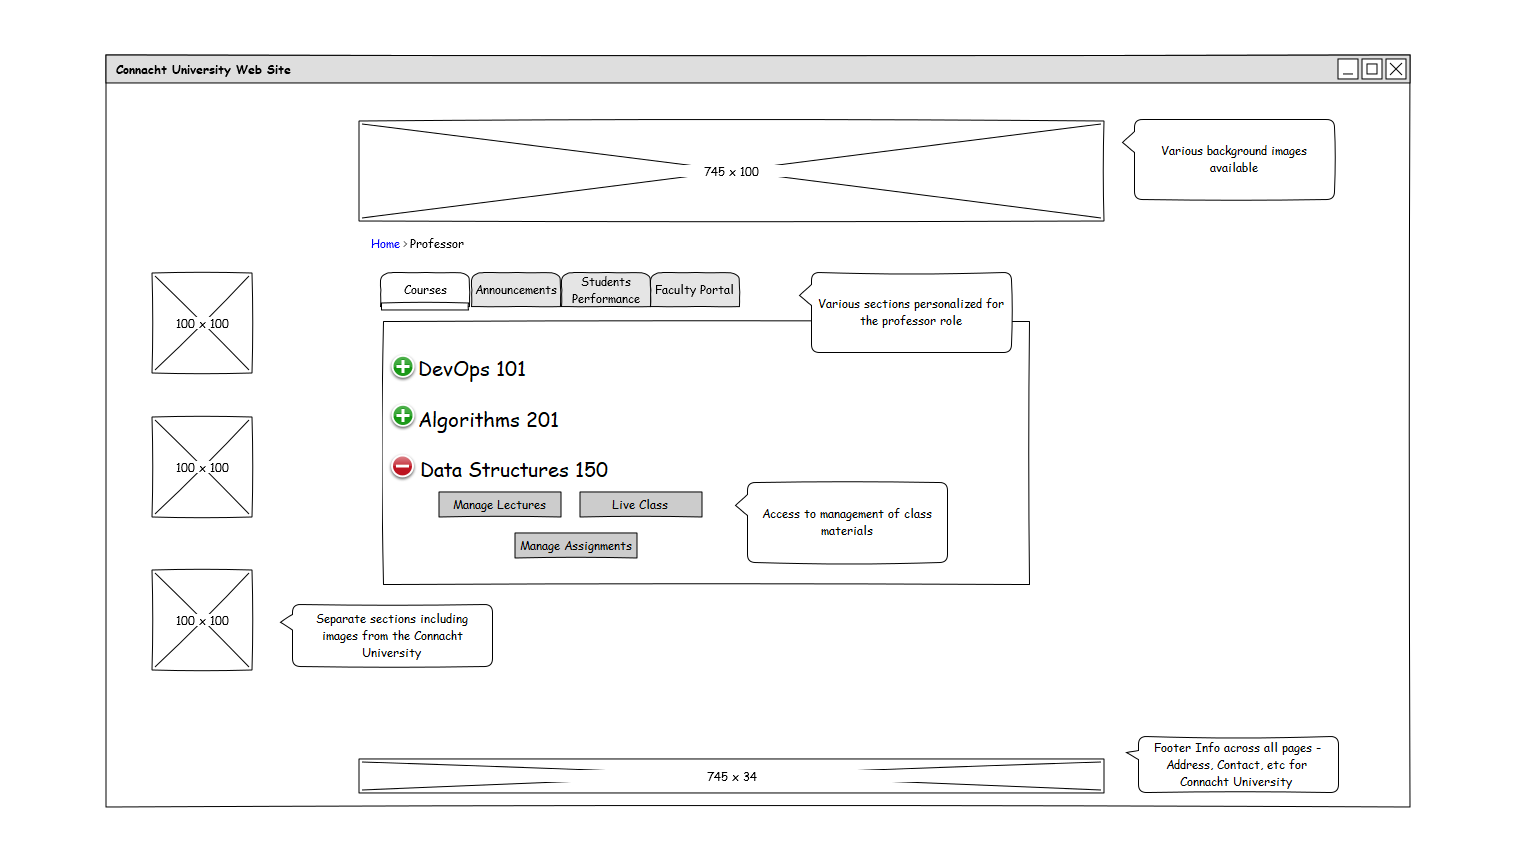 Connacht University Web Site
745 x 100
Various background images
available
Home › Professor
Courses
Announcements
Students
Performance
Faculty Portal
Various sections personalized for
the professor role
100 x 100
DevOps 101
Algorithms 201
100 x 100
Data Structures 150
Manage Lectures
Live Class
Manage Assignments
Access to management of class
materials
100 x 100
Separate sections including
images from the Connacht
University
745 x 34
Footer Info across all pages -
Address, Contact, etc for
Connacht University